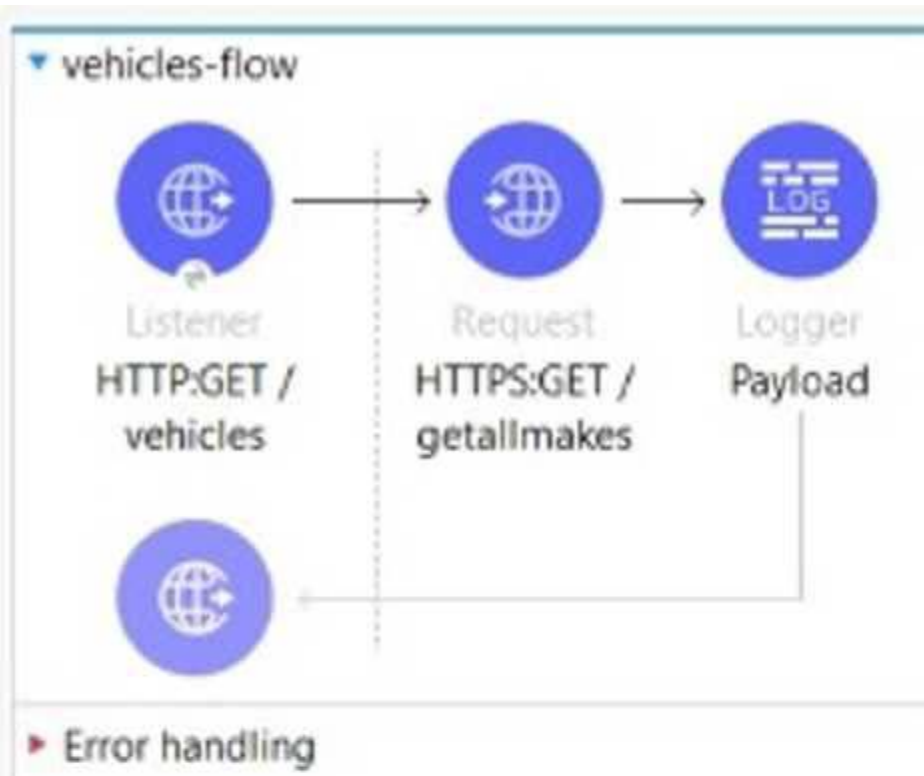 vehicles-flow
LOG
Listener
Request
Logger
HTTP:GET /
vehicles
HTTPS:GET /
getallmakes
Payload
Error handling